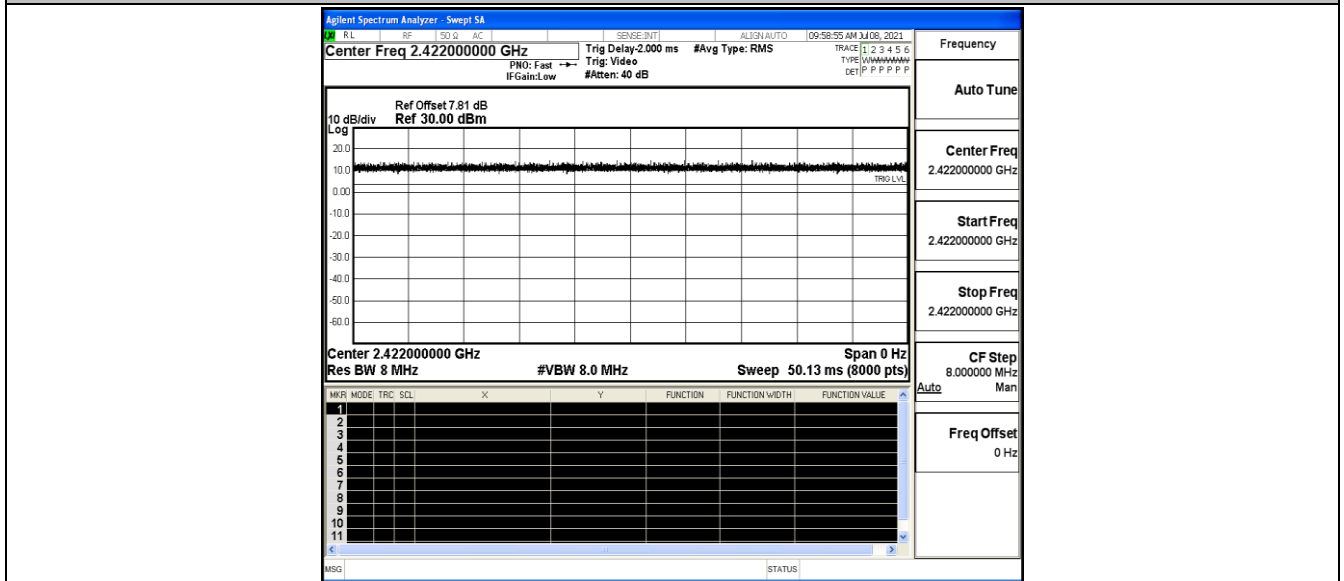 Agilent Spectrum Analyzer - Swept SA
RL RF 50 Ω AC SENSE:INT ALIGN AUTO 09:58:55 AM Jul 08, 2021
Center Freq 2.422000000 GHz
PNO: Fast
IFGain:Low
Trig Delay-2.000 ms
Trig: Video
#Atten: 40 dB
#Avg Type: RMS
TRACE 1 2 3 4 5 6
TYPE
DET P P P P P P
Ref Offset 7.81 dB
10 dB/div Ref 30.00 dBm
Log
20.0
10.0
TRIG LVL
0.00
-10.0
-20.0
-30.0
-40.0
-50.0
-60.0
Center 2.422000000 GHz Span 0 Hz
Res BW 8 MHz #VBW 8.0 MHz Sweep 50.13 ms (8000 pts)
MKR MODE TRC SCL X Y FUNCTION FUNCTION WIDTH FUNCTION VALUE
1
2
3
4
5
6
7
8
9
10
11
MSG STATUS
Frequency
Auto Tune
Center Freq
2.422000000 GHz
Start Freq
2.422000000 GHz
Stop Freq
2.422000000 GHz
CF Step
8.000000 MHz
Auto Man
Freq Offset
0 Hz